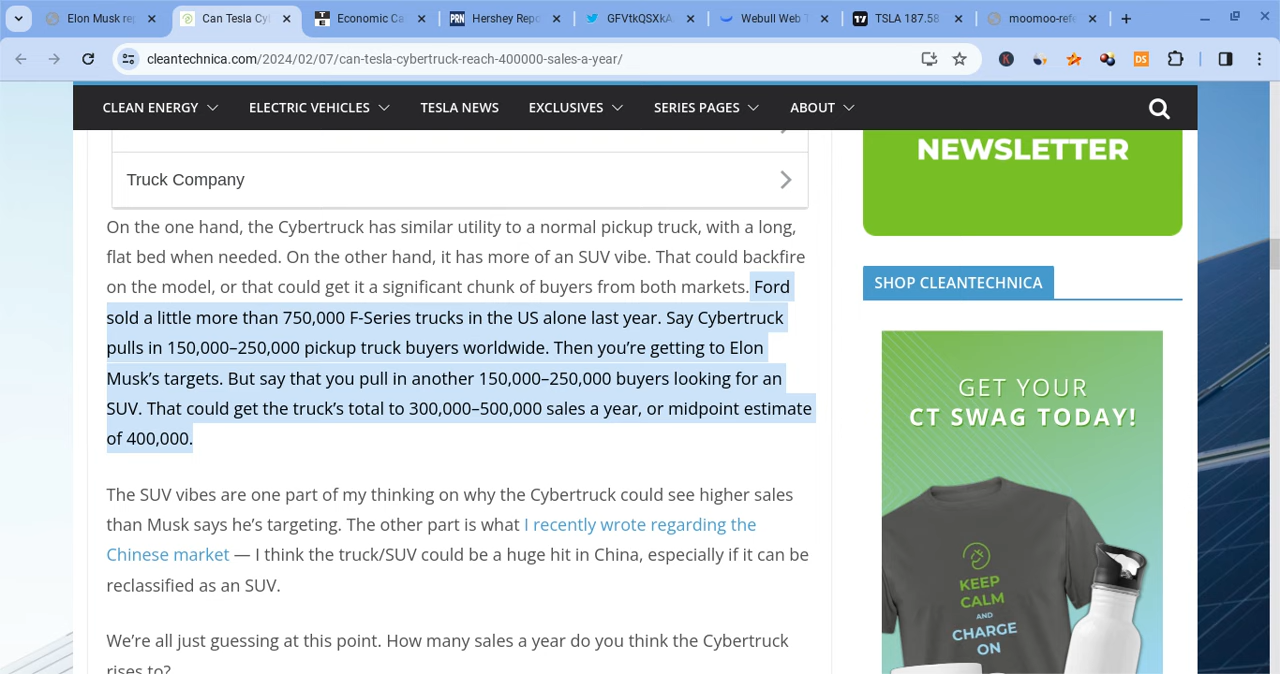 Elon Musk rep
Can Tesla Cyl
Economic Ca
PRN
Hershey Repo
GFVtkQSXkA
Webull Web T
TSLA 187.58
moomoo-refe
cleantechnica.com/2024/02/07/can-tesla-cybertruck-reach-400000-sales-a-year/
K
DS
CLEAN ENERGY
ELECTRIC VEHICLES
TESLA NEWS
EXCLUSIVES
SERIES PAGES
ABOUT
NEWSLETTER
Truck Company
On the one hand, the Cybertruck has similar utility to a normal pickup truck, with a long,
flat bed when needed. On the other hand, it has more of an SUV vibe. That could backfire
on the model, or that could get it a significant chunk of buyers from both markets. Ford
sold a little more than 750,000 F-Series trucks in the US alone last year. Say Cybertruck
pulls in 150,000–250,000 pickup truck buyers worldwide. Then you’re getting to Elon
Musk’s targets. But say that you pull in another 150,000–250,000 buyers looking for an
SUV. That could get the truck’s total to 300,000–500,000 sales a year, or midpoint estimate
of 400,000.
The SUV vibes are one part of my thinking on why the Cybertruck could see higher sales
than Musk says he’s targeting. The other part is what I recently wrote regarding the
Chinese market — I think the truck/SUV could be a huge hit in China, especially if it can be
reclassified as an SUV.
We’re all just guessing at this point. How many sales a year do you think the Cybertruck
rises to?
SHOP CLEANTECHNICA
GET YOUR
CT SWAG TODAY!
KEEP
CALM
AND
CHARGE
ON